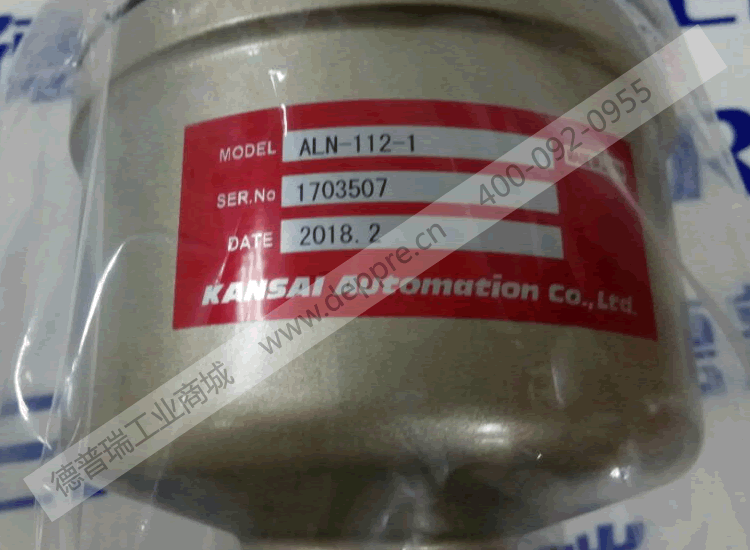 MODEL ALN-112-1
SER.No 1703507
DATE 2018.2
KANSAI Automation Co.,Ltd.
德普瑞工业商城 www.deppre.cn 400-092-0955